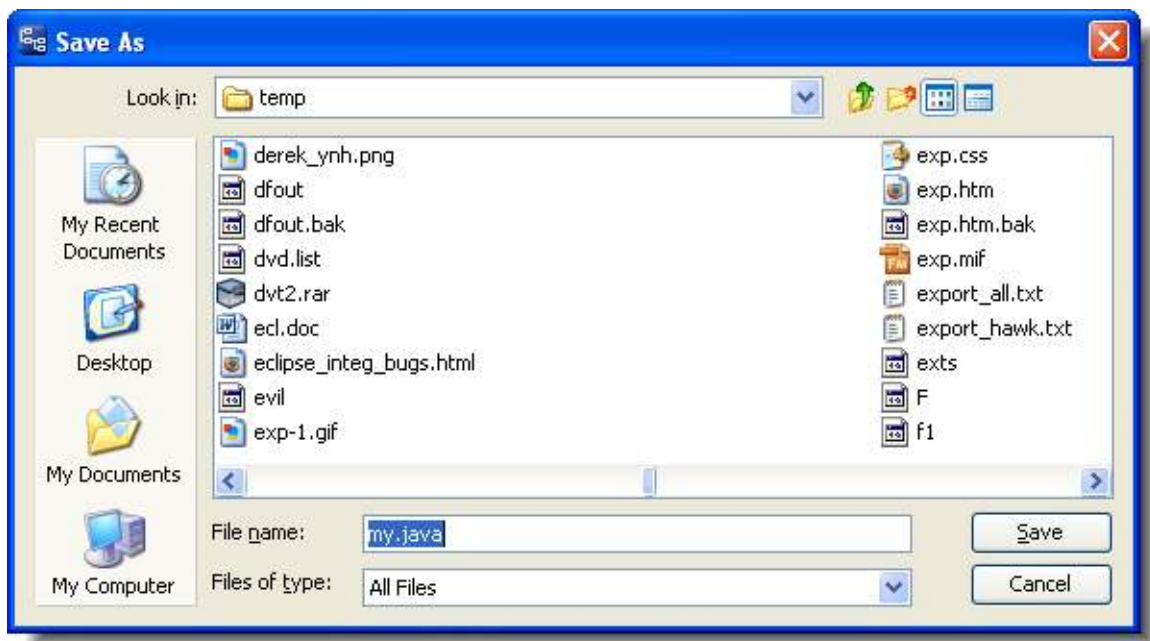 Save As
Look in:
temp
My Recent
Documents
Desktop
My Documents
My Computer
derek_ynh.png
dfout
dfout.bak
dvd.list
dvt2.rar
ecl.doc
eclipse_integ_bugs.html
evil
exp-1.gif
exp.css
exp.htm
exp.htm.bak
exp.mif
export_all.txt
export_hawk.txt
exts
F
f1
File name:
my.java
Save
Files of type:
All Files
Cancel